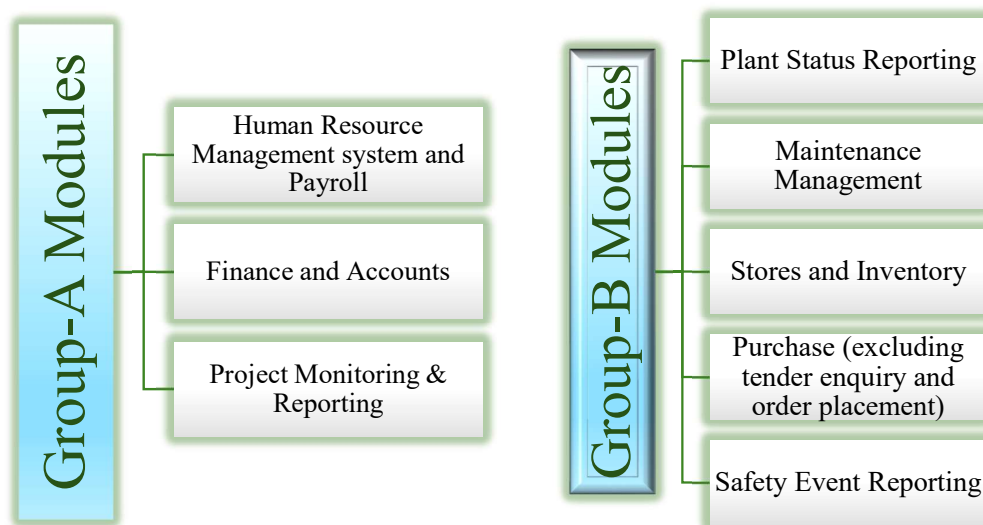 Group-A Modules
Human Resource
Management system and
Payroll
Finance and Accounts
Project Monitoring &
Reporting
Group-B Modules
Plant Status Reporting
Maintenance
Management
Stores and Inventory
Purchase (excluding
tender enquiry and
order placement)
Safety Event Reporting